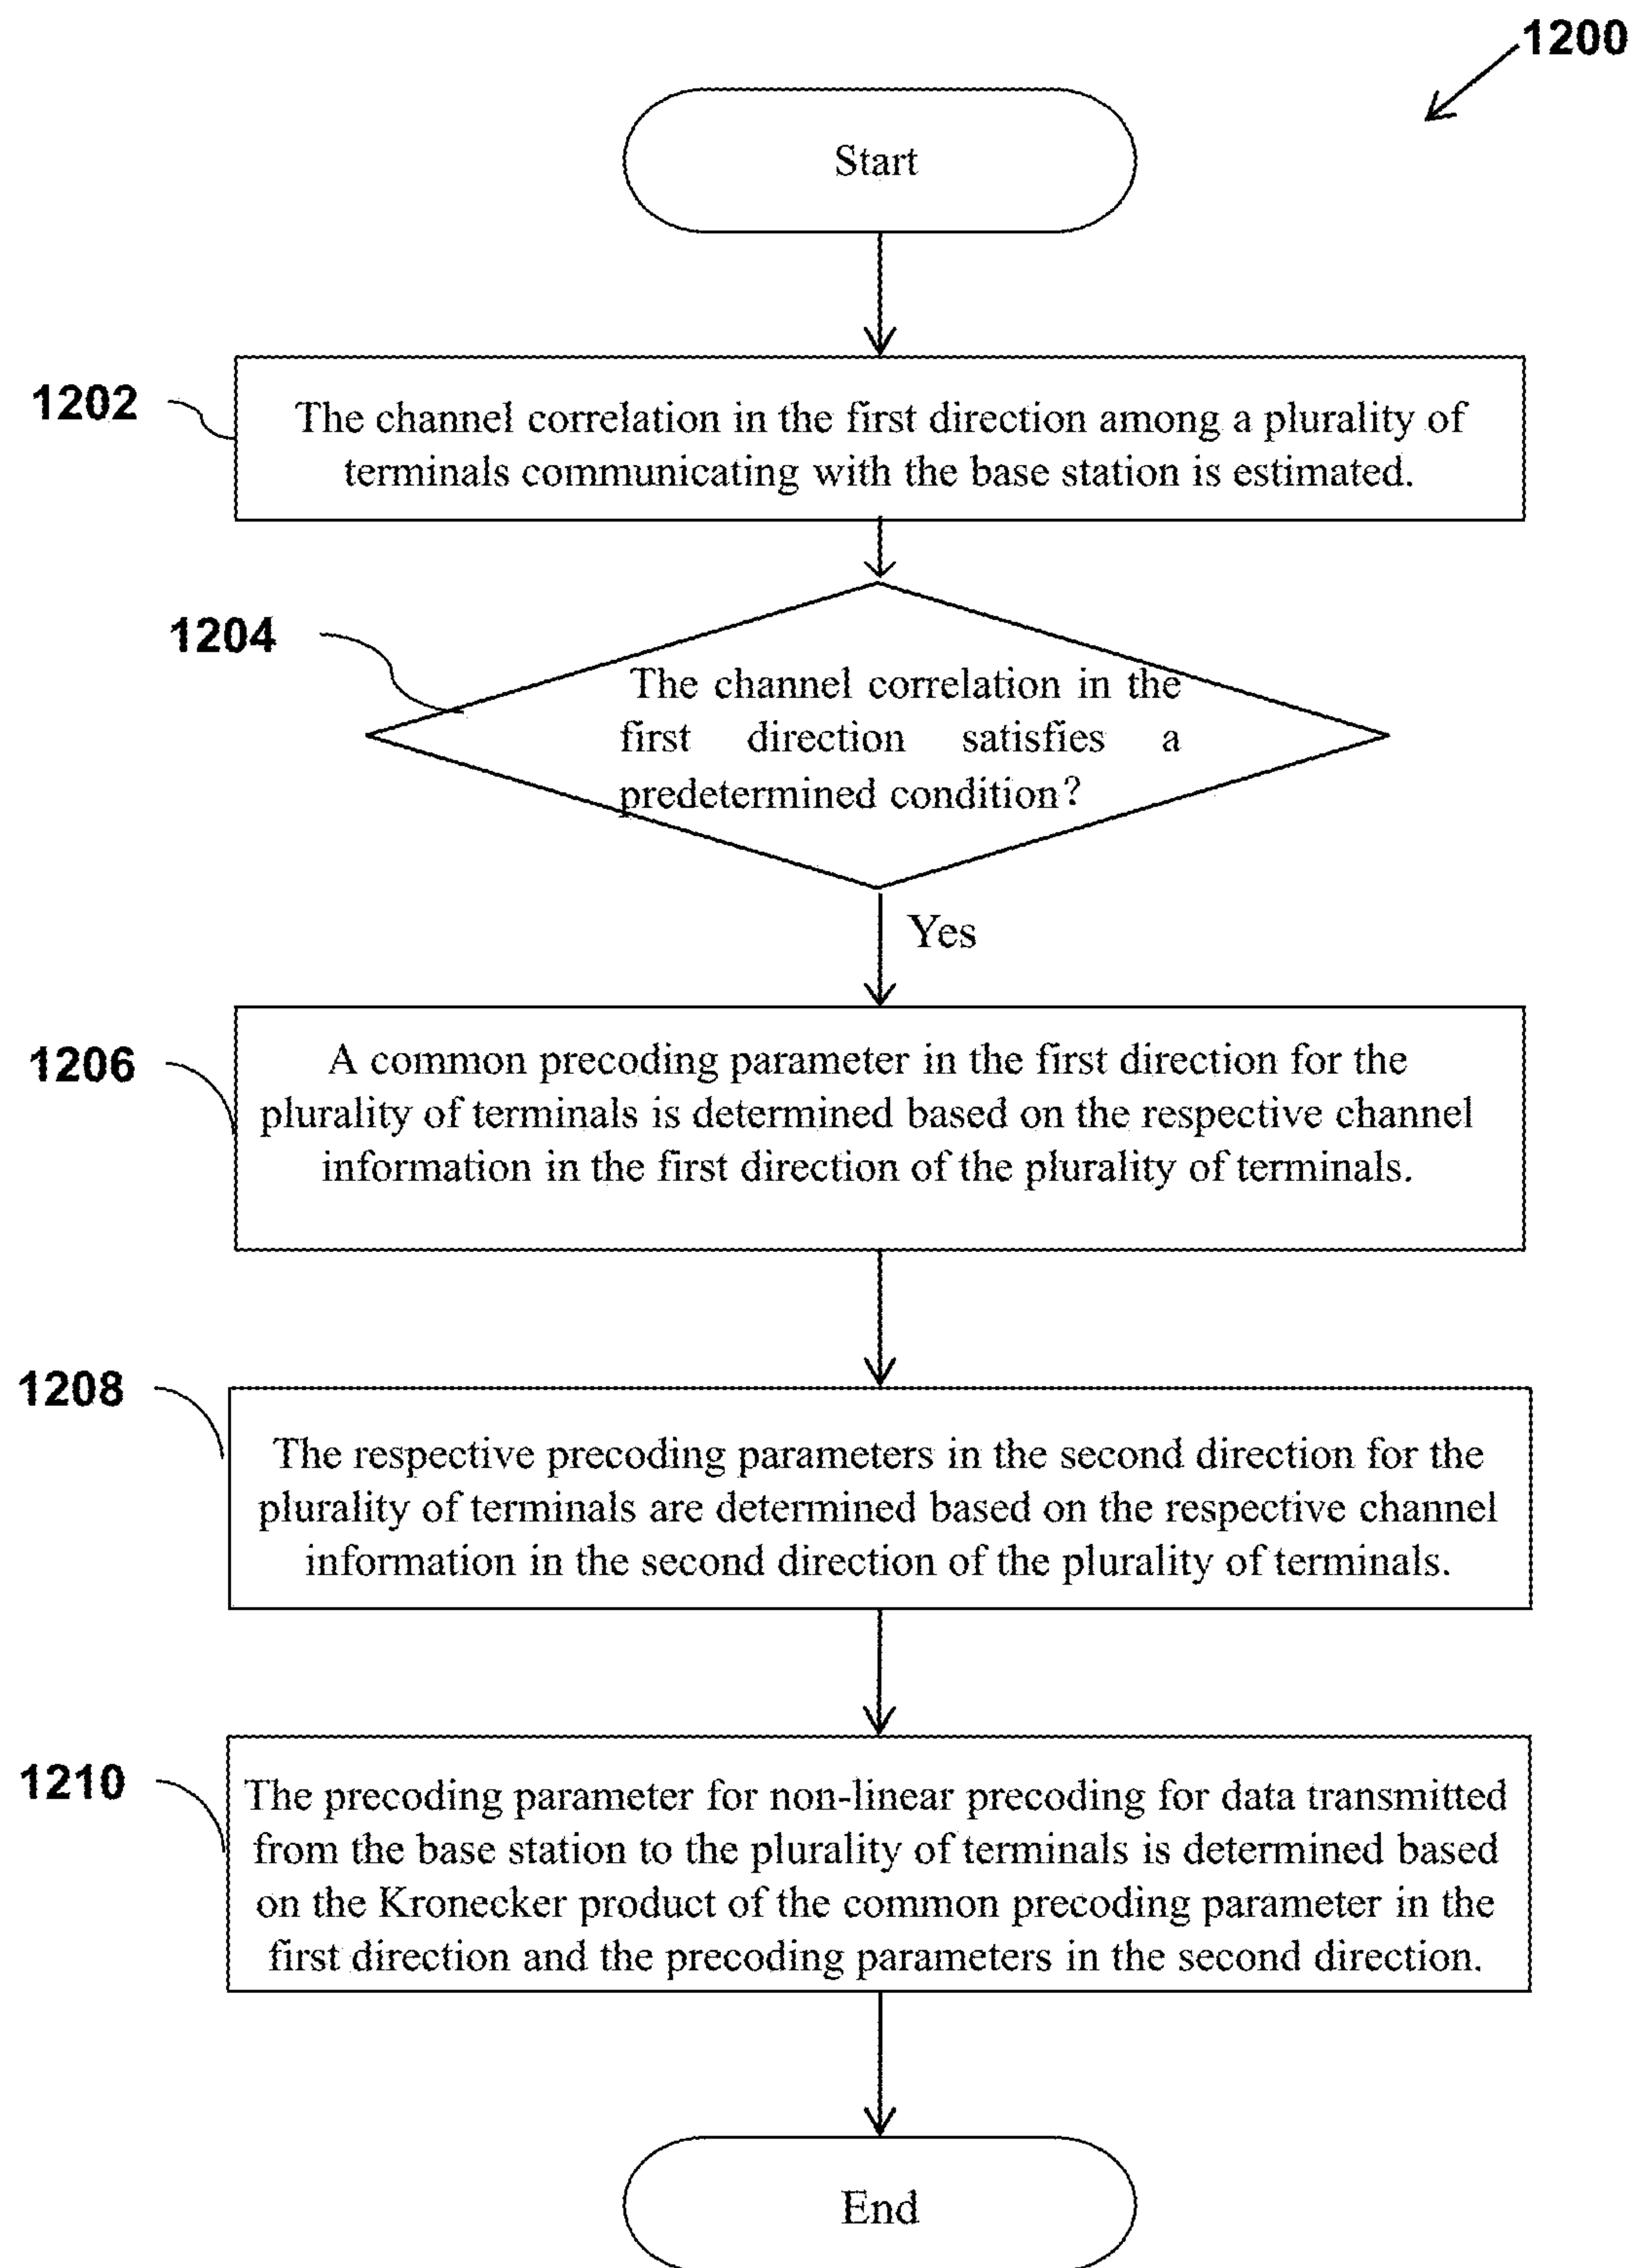 1200
Start
1202
The channel correlation in the first direction among a plurality of
terminals communicating with the base station is estimated.
1204
The channel correlation in the
first direction satisfies a
predetermined condition?
Yes
1206
A common precoding parameter in the first direction for the
plurality of terminals is determined based on the respective channel
information in the first direction of the plurality of terminals.
1208
The respective precoding parameters in the second direction for the
plurality of terminals are determined based on the respective channel
information in the second direction of the plurality of terminals.
1210
The precoding parameter for non-linear precoding for data transmitted
from the base station to the plurality of terminals is determined based
on the Kronecker product of the common precoding parameter in the
first direction and the precoding parameters in the second direction.
End